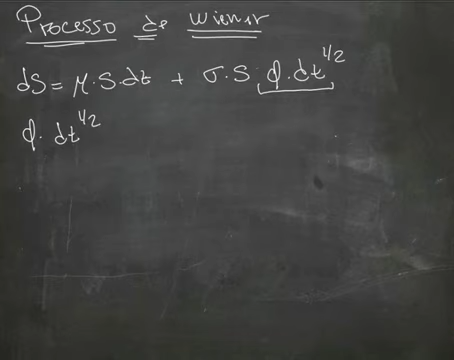 Processo de Wiener
dS = μ.S.dt + σ.S.ϕ.dt^1/2
ϕ. dt^1/2